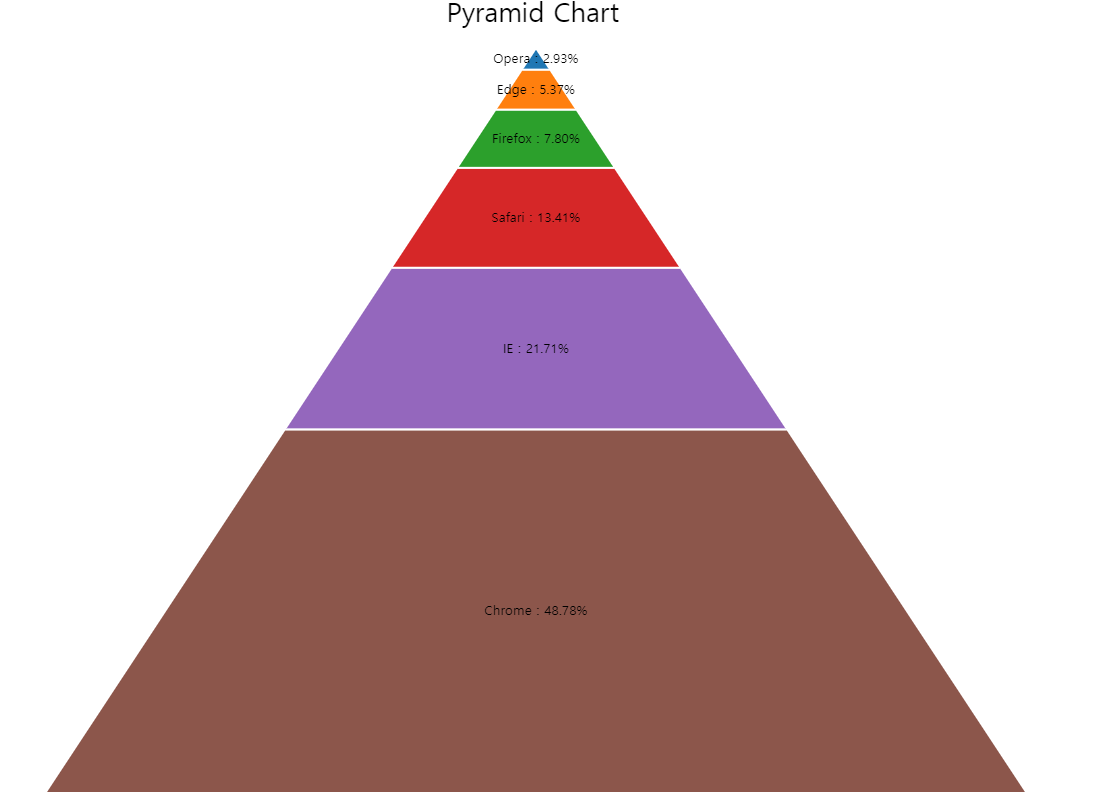 Pyramid Chart
Opera : 2.93%
Edge : 5.37%
Firefox : 7.80%
Safari : 13.41%
IE : 21.71%
Chrome : 48.78%